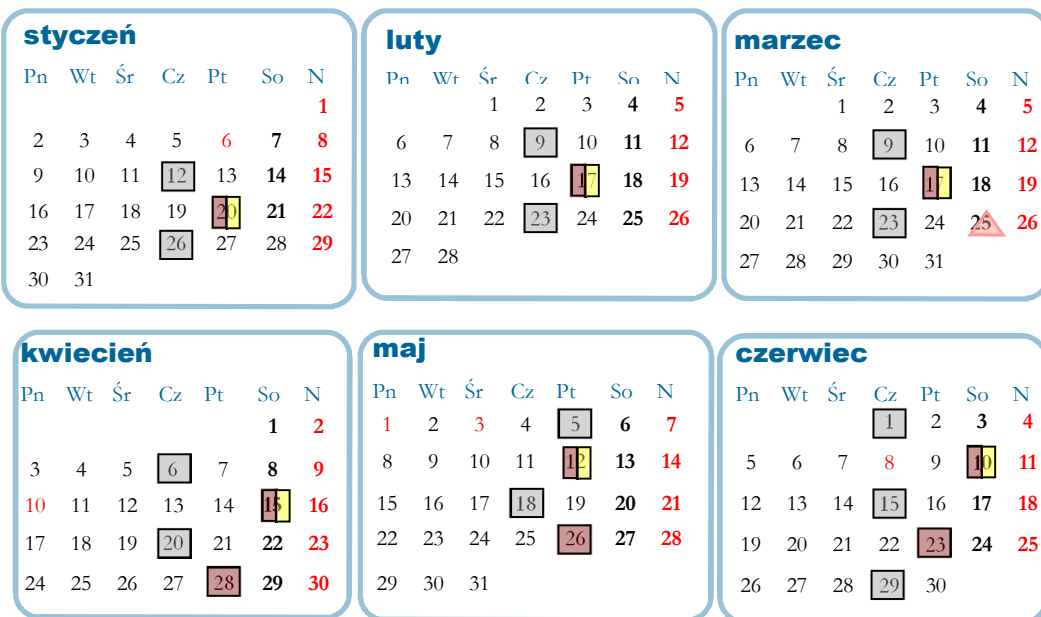 styczeń
Pn Wt Śr Cz Pt So N
1
2 3 4 5 6 7 8
9 10 11 12 13 14 15
16 17 18 19 20 21 22
23 24 25 26 27 28 29
30 31
luty
Pn Wt Śr Cz Pt So N
1 2 3 4 5
6 7 8 9 10 11 12
13 14 15 16 17 18 19
20 21 22 23 24 25 26
27 28
marzec
Pn Wt Śr Cz Pt So N
1 2 3 4 5
6 7 8 9 10 11 12
13 14 15 16 17 18 19
20 21 22 23 24 25 26
27 28 29 30 31
kwiecień
Pn Wt Śr Cz Pt So N
1 2
3 4 5 6 7 8 9
10 11 12 13 14 15 16
17 18 19 20 21 22 23
24 25 26 27 28 29 30
maj
Pn Wt Śr Cz Pt So N
1 2 3 4 5 6 7
8 9 10 11 12 13 14
15 16 17 18 19 20 21
22 23 24 25 26 27 28
29 30 31
czerwiec
Pn Wt Śr Cz Pt So N
1 2 3 4
5 6 7 8 9 10 11
12 13 14 15 16 17 18
19 20 21 22 23 24 25
26 27 28 29 30